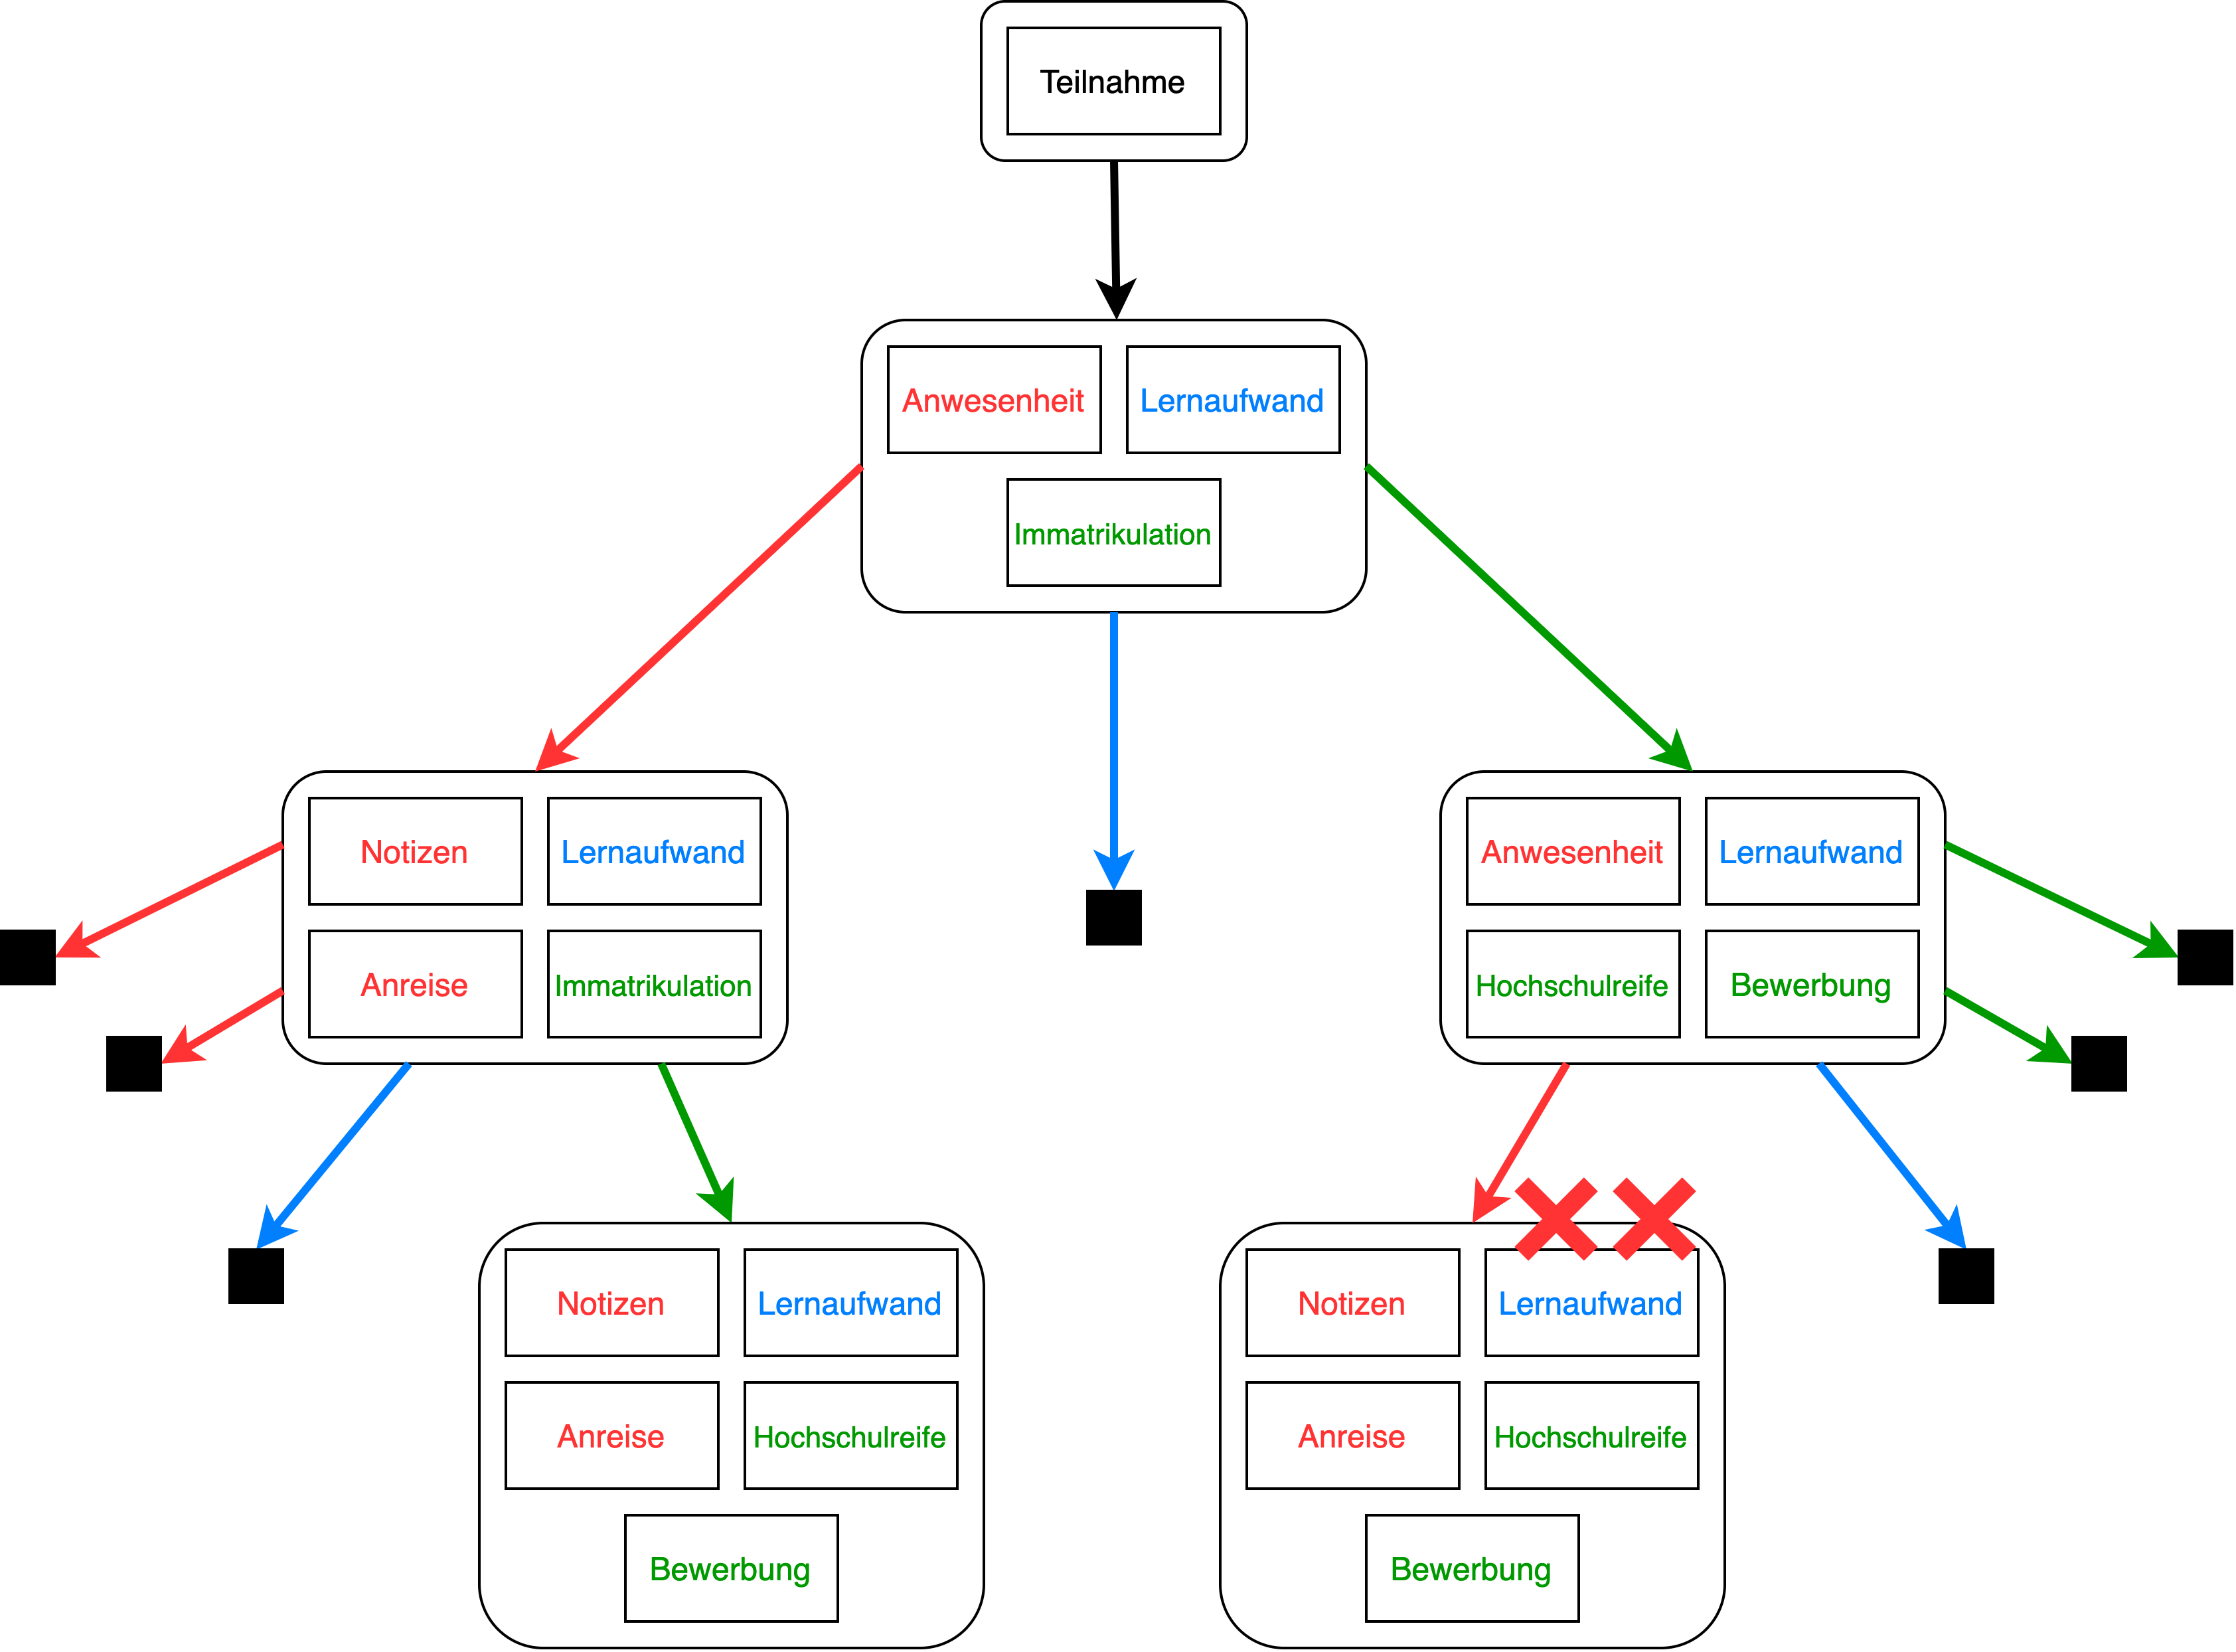 Teilnahme
Anwesenheit
Lernaufwand
Immatrikulation
Notizen
Lernaufwand
Anreise
Immatrikulation
Anwesenheit
Lernaufwand
Hochschulreife
Bewerbung
Notizen
Lernaufwand
Anreise
Hochschulreife
Bewerbung
Notizen
Lernaufwand
Anreise
Hochschulreife
Bewerbung